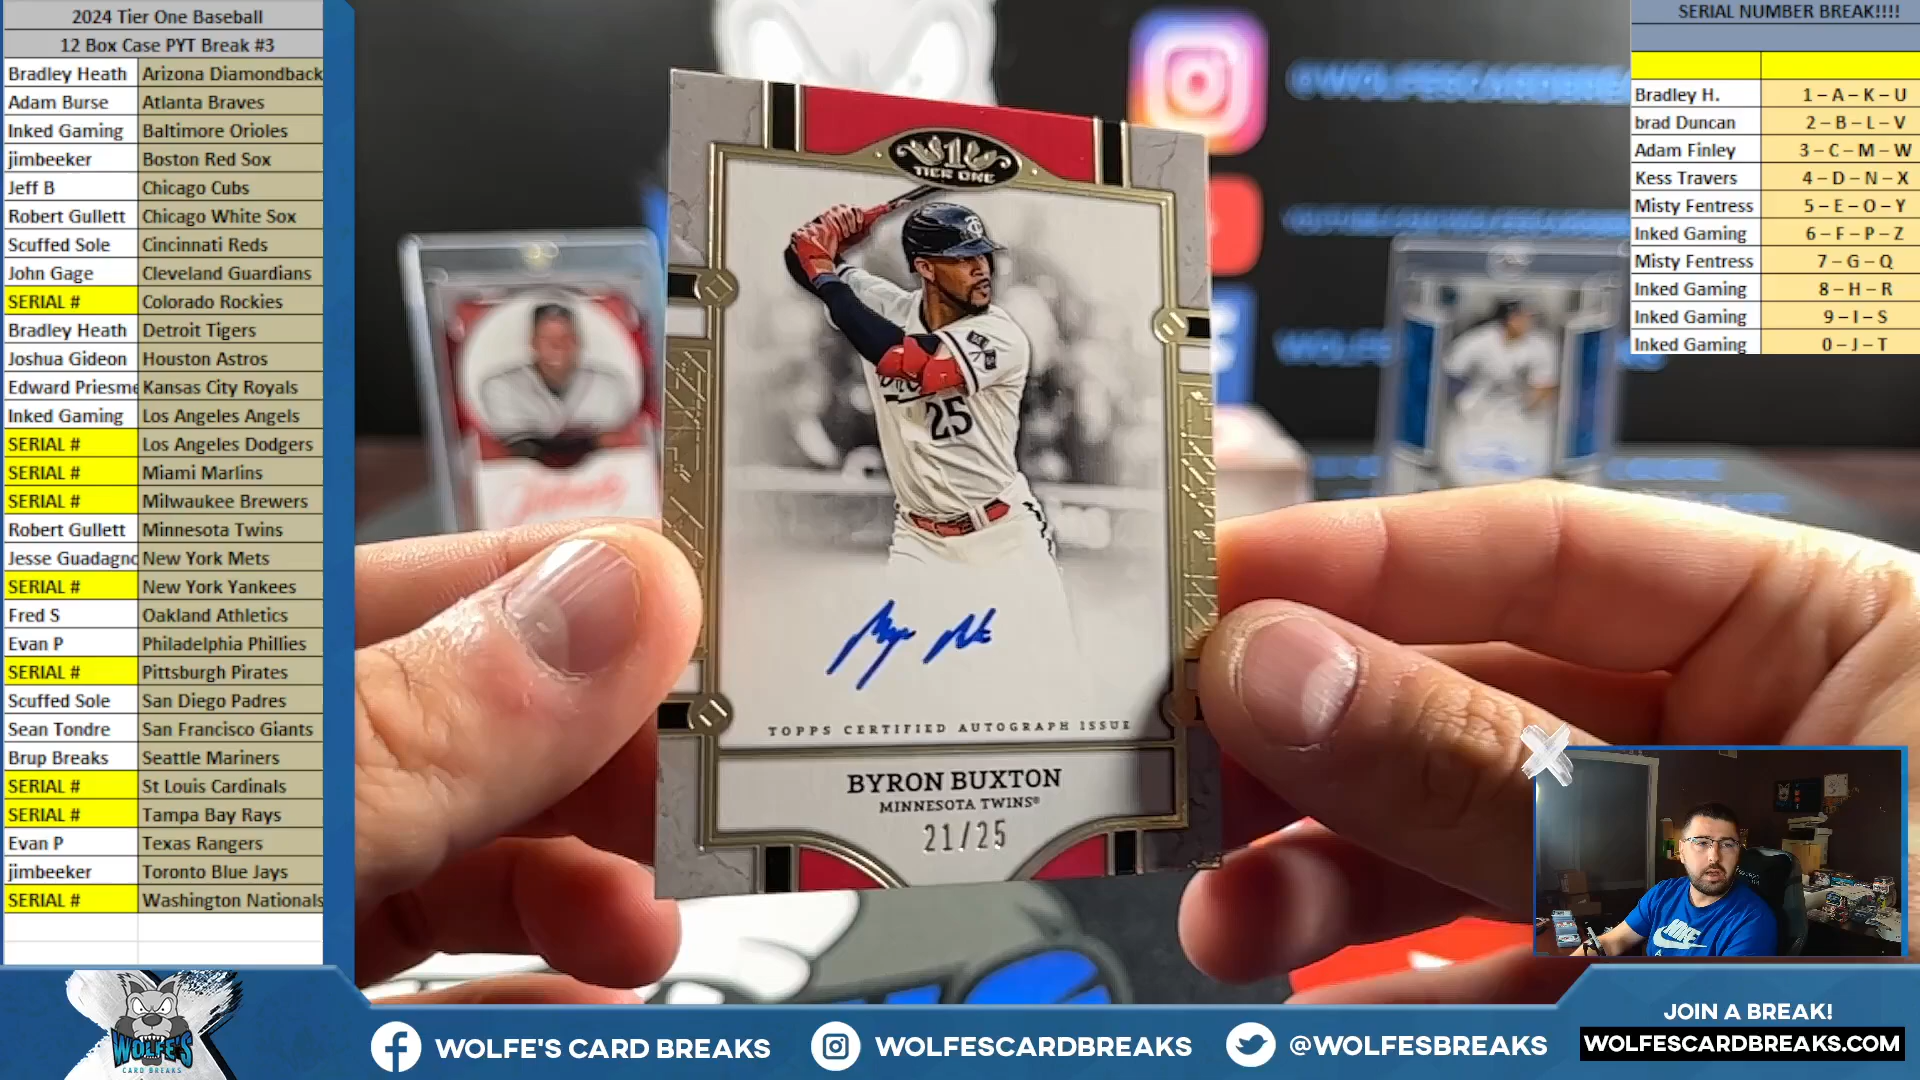 2024 Tier One Baseball
12 Box Case PYT Break #3
Bradley Heath Arizona Diamondback
Adam Burse Atlanta Braves
Inked Gaming Baltimore Orioles
jimbeeker Boston Red Sox
Jeff B Chicago Cubs
Robert Gullett Chicago White Sox
Scuffed Sole Cincinnati Reds
John Gage Cleveland Guardians
SERIAL # Colorado Rockies
Bradley Heath Detroit Tigers
Joshua Gideon Houston Astros
Edward Priesme Kansas City Royals
Inked Gaming Los Angeles Angels
SERIAL # Los Angeles Dodgers
SERIAL # Miami Marlins
SERIAL # Milwaukee Brewers
Robert Gullett Minnesota Twins
Jesse Guadagno New York Mets
SERIAL # New York Yankees
Fred S Oakland Athletics
Evan P Philadelphia Phillies
SERIAL # Pittsburgh Pirates
Scuffed Sole San Diego Padres
Sean Tondre San Francisco Giants
Brup Breaks Seattle Mariners
SERIAL # St Louis Cardinals
SERIAL # Tampa Bay Rays
Evan P Texas Rangers
jimbeeker Toronto Blue Jays
SERIAL # Washington Nationals
SERIAL NUMBER BREAK!!!!
Bradley H. 1 – A – K – U
brad Duncan 2 – B – L – V
Adam Finley 3 – C – M – W
Kess Travers 4 – D – N – X
Misty Fentress 5 – E – O – Y
Inked Gaming 6 – F – P – Z
Misty Fentress 7 – G – Q
Inked Gaming 8 – H – R
Inked Gaming 9 – I – S
Inked Gaming 0 – J – T
1
TIER ONE
25
TOPPS CERTIFIED AUTOGRAPH ISSUE
BYRON BUXTON
MINNESOTA TWINS®
21/25
NIKE
WOLFE'S
CARD BREAKS
WOLFE'S CARD BREAKS
WOLFESCARDBREAKS
@WOLFESBREAKS
JOIN A BREAK!
WOLFESCARDBREAKS.COM